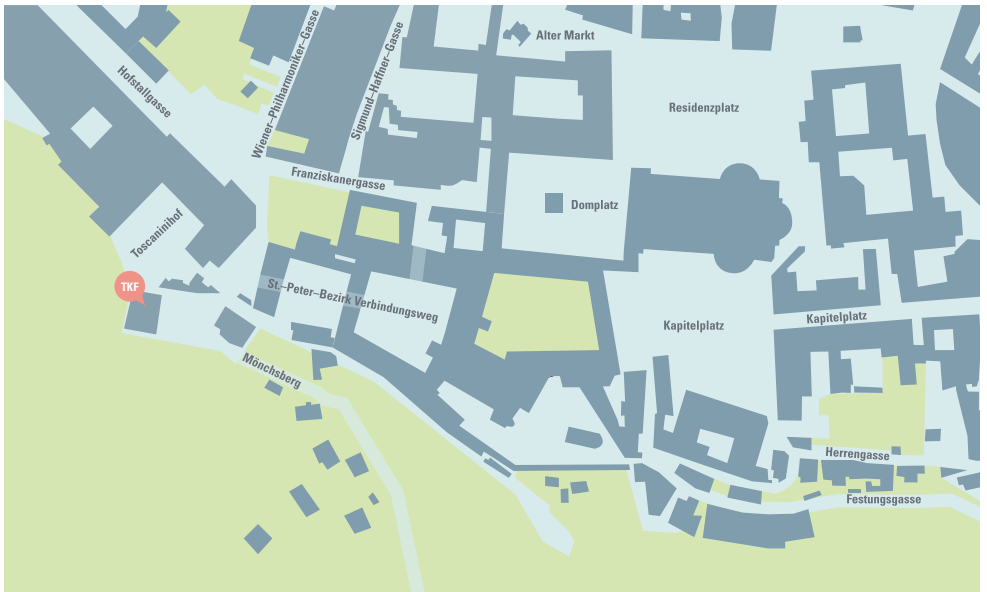 Alter Markt
Hofstallgasse
Wiener–Philharmoniker–Gasse
Sigmund–Haffner–Gasse
Residenzplatz
Franziskanergasse
Domplatz
Toscaninihof
TKF
St.–Peter–Bezirk Verbindungsweg
Kapitelplatz
Kapitelplatz
Mönchsberg
Herrengasse
Festungsgasse